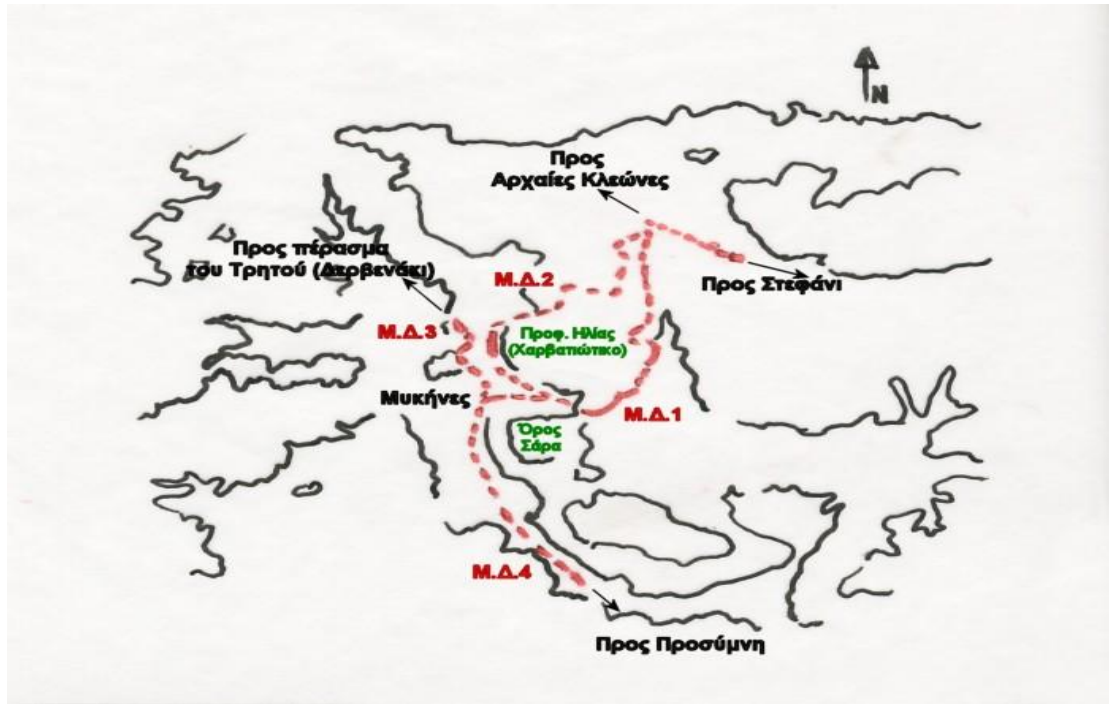 N
Προς
Αρχαίες Κλεώνες
Προς πέρασμα
του Τρητού (Δερβενάκι)
Μ.Δ.2
Προς Στεφάνι
Μ.Δ.3
Προφ. Ηλίας
(Χαρβατιώτικο)
Μυκήνες
Μ.Δ.1
Όρος
Σάρα
Μ.Δ.4
Προς Προσύμνη